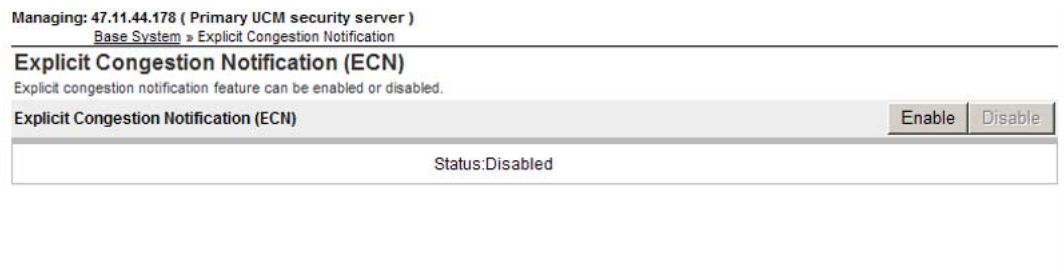 Managing: 47.11.44.178 ( Primary UCM security server )
Base System » Explicit Congestion Notification
Explicit Congestion Notification (ECN)
Explicit congestion notification feature can be enabled or disabled.
Explicit Congestion Notification (ECN) Enable Disable
Status:Disabled